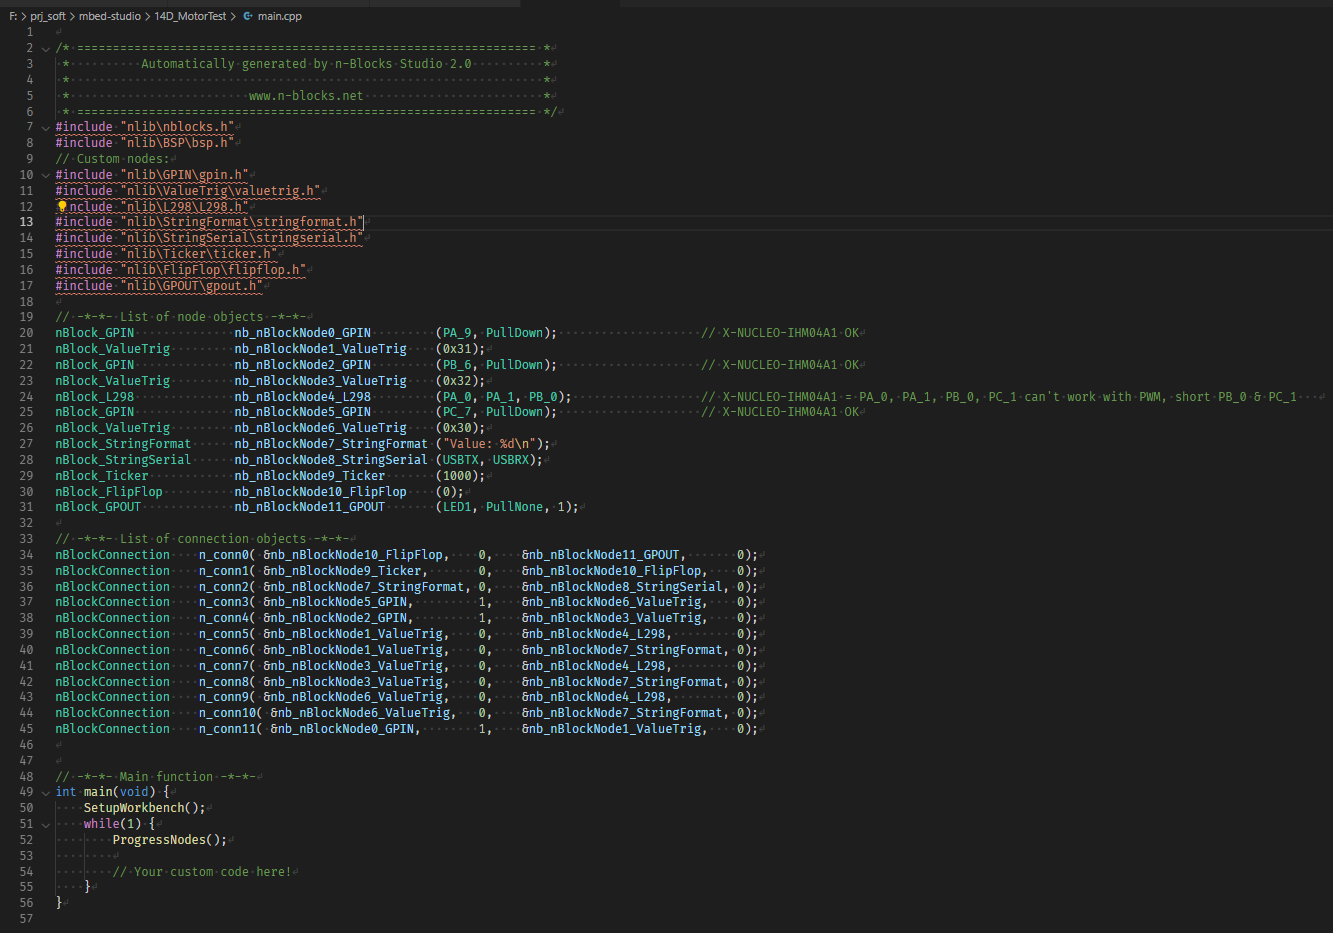 F: > prj_soft > mbed-studio > 14D_MotorTest > main.cpp
1
2 /* ================================================================ *
3 * Automatically generated by n-Blocks Studio 2.0 *
4 * *
5 * www.n-blocks.net *
6 * ================================================================ */
7 #include "nlib\nblocks.h"
8 #include "nlib\BSP\bsp.h"
9 // Custom nodes:
10 #include "nlib\GPIN\gpin.h"
11 #include "nlib\ValueTrig\valuetrig.h"
12 nclude "nlib\L298\L298.h"
13 #include "nlib\StringFormat\stringformat.h"
14 #include "nlib\StringSerial\stringserial.h"
15 #include "nlib\Ticker\ticker.h"
16 #include "nlib\FlipFlop\flipflop.h"
17 #include "nlib\GPOUT\gpout.h"
18
19 // -*-*- List of node objects -*-*-
20 nBlock_GPIN nb_nBlockNode0_GPIN (PA_9, PullDown); // X-NUCLEO-IHM04A1 OK
21 nBlock_ValueTrig nb_nBlockNode1_ValueTrig (0x31);
22 nBlock_GPIN nb_nBlockNode2_GPIN (PB_6, PullDown); // X-NUCLEO-IHM04A1 OK
23 nBlock_ValueTrig nb_nBlockNode3_ValueTrig (0x32);
24 nBlock_L298 nb_nBlockNode4_L298 (PA_0, PA_1, PB_0); // X-NUCLEO-IHM04A1 = PA_0, PA_1, PB_0, PC_1 can't work with PWM, short PB_0 & PC_1
25 nBlock_GPIN nb_nBlockNode5_GPIN (PC_7, PullDown); // X-NUCLEO-IHM04A1 OK
26 nBlock_ValueTrig nb_nBlockNode6_ValueTrig (0x30);
27 nBlock_StringFormat nb_nBlockNode7_StringFormat ("Value: %d\n");
28 nBlock_StringSerial nb_nBlockNode8_StringSerial (USBTX, USBRX);
29 nBlock_Ticker nb_nBlockNode9_Ticker (1000);
30 nBlock_FlipFlop nb_nBlockNode10_FlipFlop (0);
31 nBlock_GPOUT nb_nBlockNode11_GPOUT (LED1, PullNone, 1);
32
33 // -*-*- List of connection objects -*-*-
34 nBlockConnection n_conn0( &nb_nBlockNode10_FlipFlop, 0, &nb_nBlockNode11_GPOUT, 0);
35 nBlockConnection n_conn1( &nb_nBlockNode9_Ticker, 0, &nb_nBlockNode10_FlipFlop, 0);
36 nBlockConnection n_conn2( &nb_nBlockNode7_StringFormat, 0, &nb_nBlockNode8_StringSerial, 0);
37 nBlockConnection n_conn3( &nb_nBlockNode5_GPIN, 1, &nb_nBlockNode6_ValueTrig, 0);
38 nBlockConnection n_conn4( &nb_nBlockNode2_GPIN, 1, &nb_nBlockNode3_ValueTrig, 0);
39 nBlockConnection n_conn5( &nb_nBlockNode1_ValueTrig, 0, &nb_nBlockNode4_L298, 0);
40 nBlockConnection n_conn6( &nb_nBlockNode1_ValueTrig, 0, &nb_nBlockNode7_StringFormat, 0);
41 nBlockConnection n_conn7( &nb_nBlockNode3_ValueTrig, 0, &nb_nBlockNode4_L298, 0);
42 nBlockConnection n_conn8( &nb_nBlockNode3_ValueTrig, 0, &nb_nBlockNode7_StringFormat, 0);
43 nBlockConnection n_conn9( &nb_nBlockNode6_ValueTrig, 0, &nb_nBlockNode4_L298, 0);
44 nBlockConnection n_conn10( &nb_nBlockNode6_ValueTrig, 0, &nb_nBlockNode7_StringFormat, 0);
45 nBlockConnection n_conn11( &nb_nBlockNode0_GPIN, 1, &nb_nBlockNode1_ValueTrig, 0);
46
47
48 // -*-*- Main function -*-*-
49 int main(void) {
50 SetupWorkbench();
51 while(1) {
52 ProgressNodes();
53
54 // Your custom code here!
55 }
56 }
57